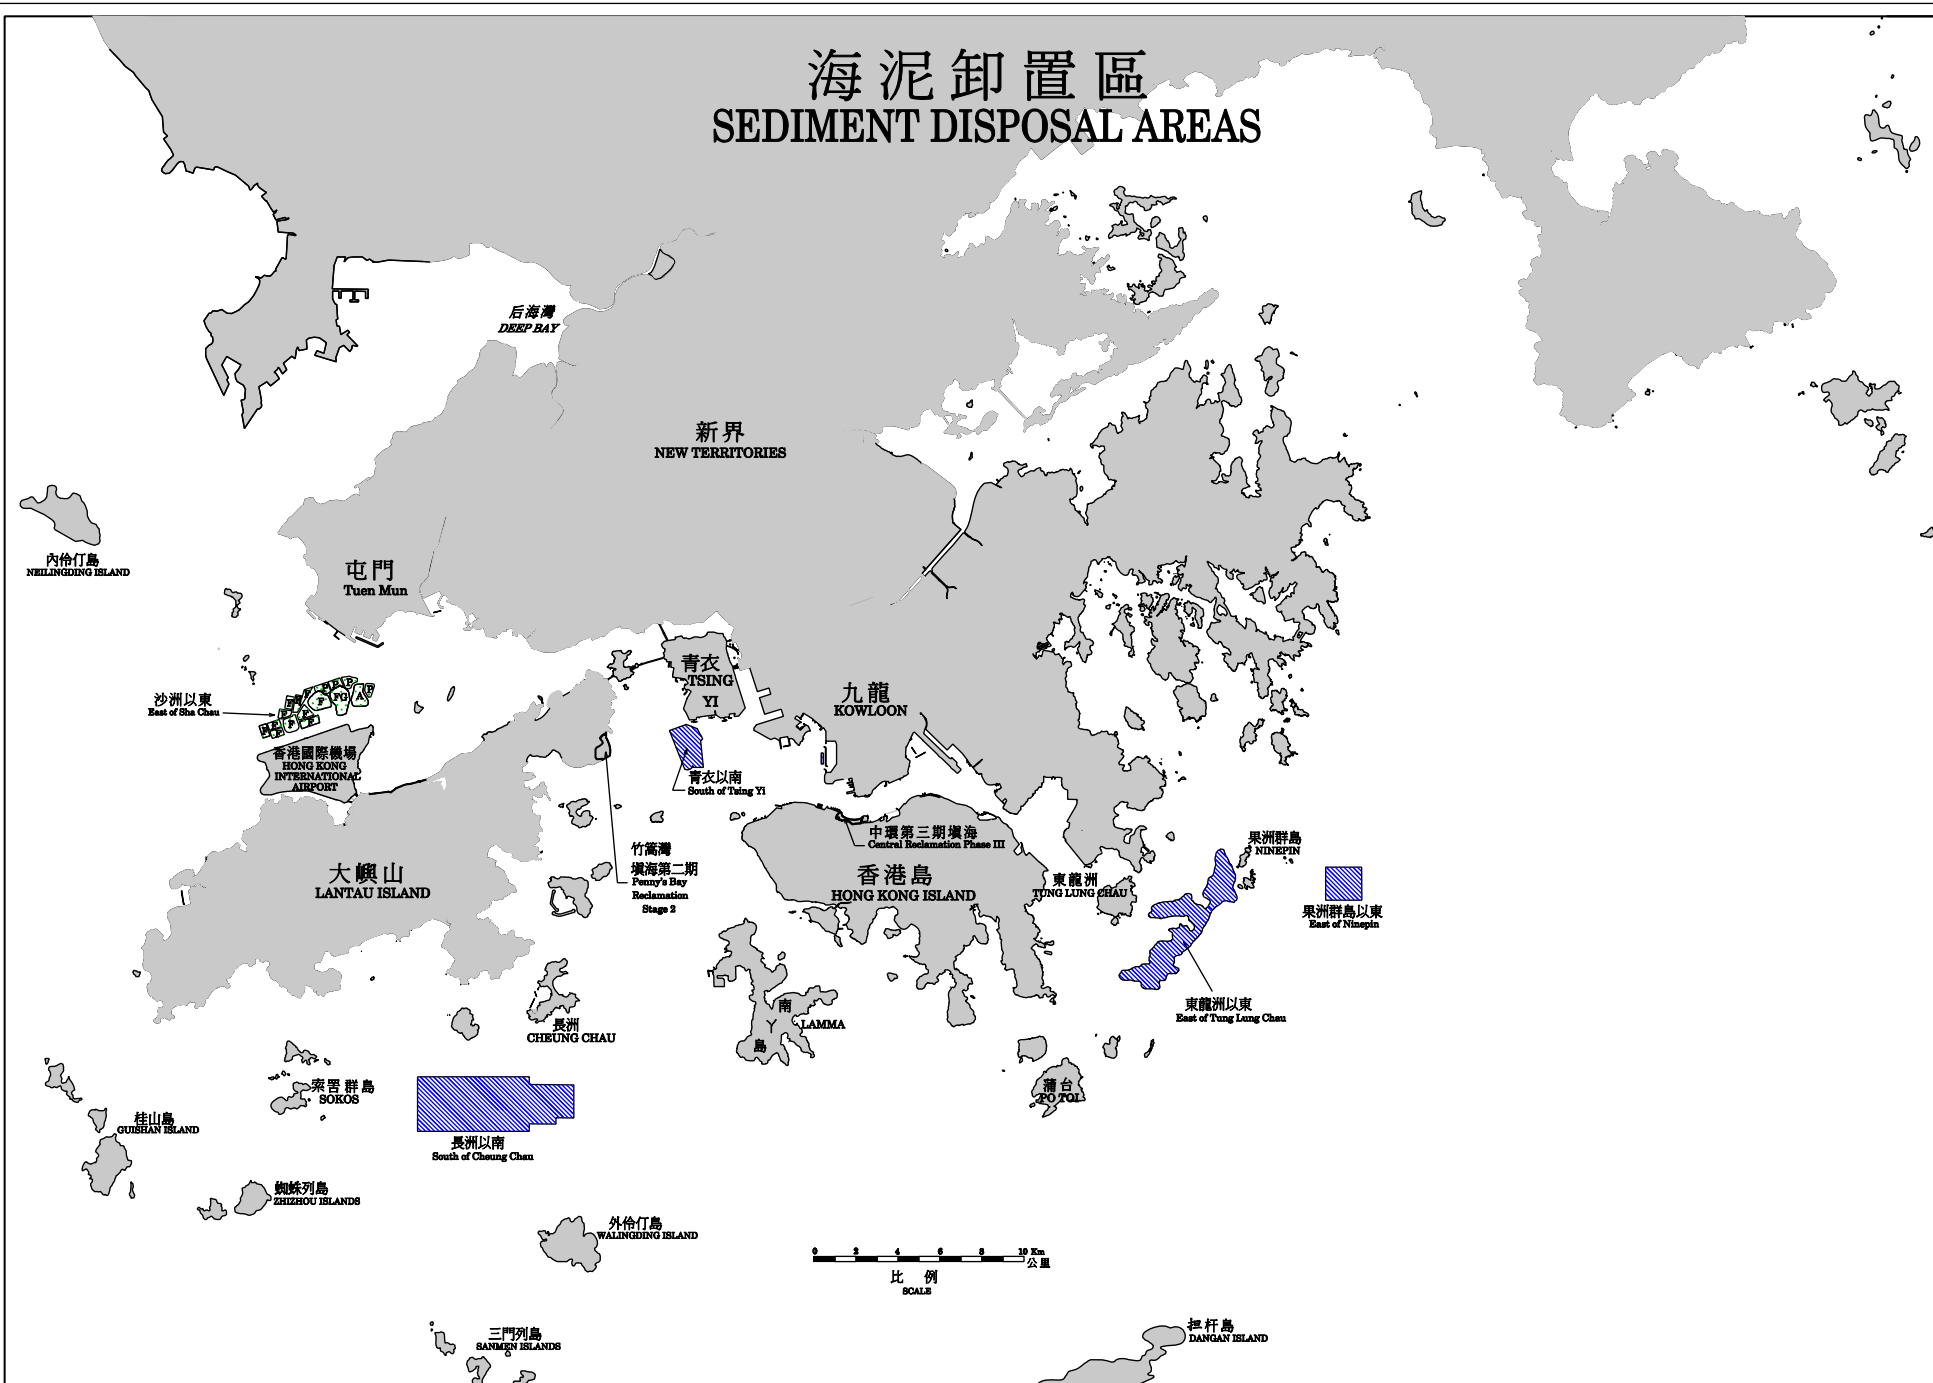 海泥卸置區
SEDIMENT DISPOSAL AREAS
后海灣
DEEP BAY
新界
NEW TERRITORIES
內伶仃島
NEILINGDING ISLAND
屯門
Tuen Mun
青衣
TSING
YI
沙洲以東
East of Sha Chau
P
P
P
P
F
FG
A
九龍
KOWLOON
香港國際機場
HONG KONG
INTERNATIONAL
AIRPORT
青衣以南
South of Tsing Yi
中環第三期填海
Central Reclamation Phase III
竹篙灣
填海第二期
Penny's Bay
Reclamation
Stage 2
大嶼山
LANTAU ISLAND
香港島
HONG KONG ISLAND
東龍洲
TUNG LUNG CHAU
果洲群島
NINEPIN
果洲群島以東
East of Ninepin
東龍洲以東
East of Tung Lung Chau
南
丫
島
LAMMA
長洲
CHEUNG CHAU
索罟群島
SOKOS
蒲台
PO TOI
桂山島
GUISHAN ISLAND
長洲以南
South of Cheung Chau
蜘蛛列島
ZHIZHOU ISLANDS
外伶仃島
WALINGDING ISLAND
0 2 4 6 8 10 Km
公里
比例
SCALE
三門列島
SANMEN ISLANDS
担杆島
DANGAN ISLAND